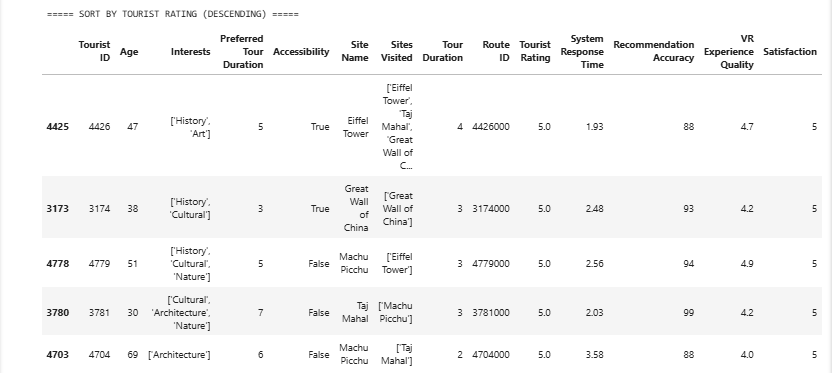 ===== SORT BY TOURIST RATING (DESCENDING) =====
Tourist ID Age Interests Preferred Tour Duration Accessibility Site Name Sites Visited Tour Duration Route ID Tourist Rating System Response Time Recommendation Accuracy VR Experience Quality Satisfaction
4425 4426 47 ['History', 'Art'] 5 True Eiffel Tower ['Eiffel Tower', 'Taj Mahal', 'Great Wall of C... 4 4426000 5.0 1.93 88 4.7 5
3173 3174 38 ['History', 'Cultural'] 3 True Great Wall of China ['Great Wall of China'] 3 3174000 5.0 2.48 93 4.2 5
4778 4779 51 ['History', 'Cultural', 'Nature'] 5 False Machu Picchu ['Eiffel Tower'] 3 4779000 5.0 2.56 94 4.9 5
3780 3781 30 ['Cultural', 'Architecture', 'Nature'] 7 False Taj Mahal ['Machu Picchu'] 3 3781000 5.0 2.03 99 4.2 5
4703 4704 69 ['Architecture'] 6 False Machu Picchu ['Taj Mahal'] 2 4704000 5.0 3.58 88 4.0 5